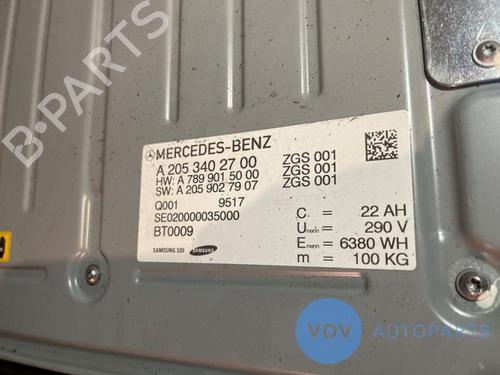 MERCEDES-BENZ
A 205 340 27 00 ZGS 001
HW: A 789 901 50 00 ZGS 001
SW: A 205 902 79 07 ZGS 001
Q001 9517
SE020000035000 C. = 22 AH
BT0009 Unenn = 290 V
Enenn = 6380 WH
SAMSUNG SDI SAMSUNG m = 100 KG
VDV AUTOPARTS